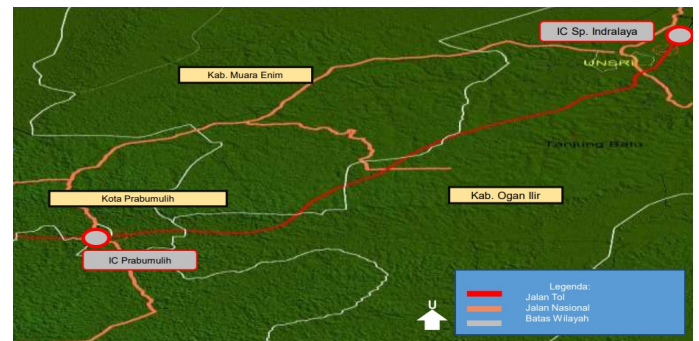 IC Sp. Indralaya
UNSRI
Kab. Muara Enim
Tanjung Batu
Kota Prabumulih
Kab. Ogan Ilir
IC Prabumulih
Legenda:
Jalan Tol
Jalan Nasional
Batas Wilayah
U